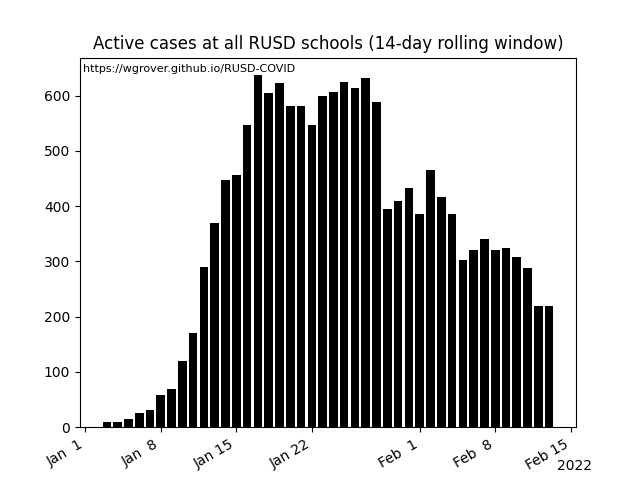 Active cases at all RUSD schools (14-day rolling window)
https://wgrover.github.io/RUSD-COVID
600
500
400
300
200
100
0
Jan 1
Jan 8
Jan 15
Jan 22
Feb 1
Feb 8
Feb 15
2022